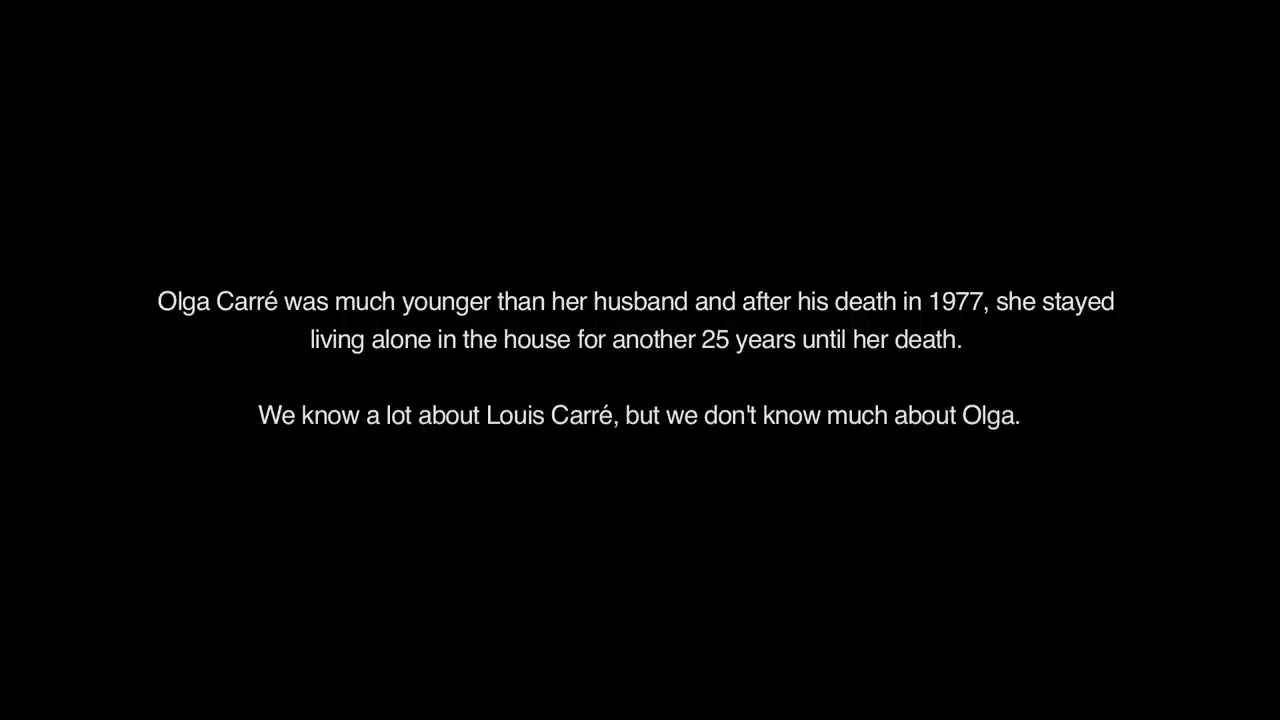 Olga Carré was much younger than her husband and after his death in 1977, she stayed
living alone in the house for another 25 years until her death.
We know a lot about Louis Carré, but we don't know much about Olga.